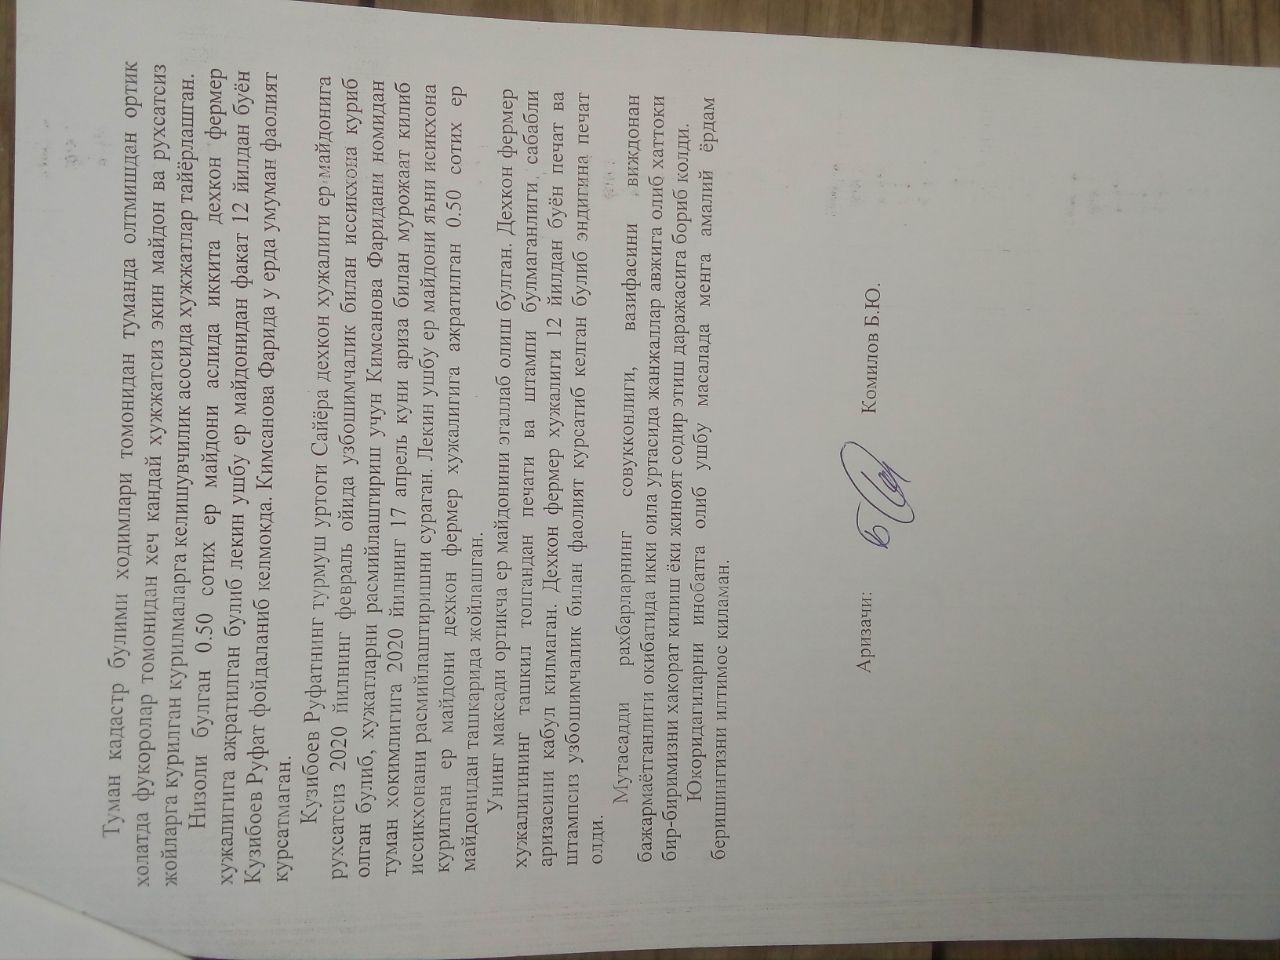 Туман кадастр булими ходимлари томонидан туманда олтмишдан ортик
холатда фукоролар томонидан хеч кандай хужжатсиз экин майдон ва рухсатсиз
жойларга курилган курилмаларга келишувчилик асосида хужжатлар тайёрлашган.
Низоли булган 0.50 сотих ер майдони аслида иккита дехкон фермер
хужалигига ажратилган булиб лекин ушбу ер майдонидан факат 12 йилдан буён
Кузибоев Руфат фойдаланиб келмокда. Кимсанова Фарида у ерда умуман фаолият
курсатмаган.
Кузибоев Руфатнинг турмуш уртоги Сайёра дехкон хужалиги ер майдонига
рухсатсиз 2020 йилнинг февраль ойида узбошимчалик билан иссикхона куриб
олган булиб, хужатларни расмийлаштириш учун Кимсанова Фаридани номидан
туман хокимлигига 2020 йилнинг 17 апрель куни ариза билан мурожаат килиб
иссикхонани расмийлаштиришни сураган. Лекин ушбу ер майдони яьни исикхона
курилган ер майдони дехкон фермер хужалигига ажратилган 0.50 сотих ер
майдонидан ташкарида жойлашган.
Унинг максади ортикча ер майдонини эгаллаб олиш булган. Дехкон фермер
хужалигининг ташкил топгандан печати ва штампи булмаганлиги сабабли
аризасини кабул килмаган. Дехкон фермер хужалиги 12 йилдан буён печат ва
штампсиз узбошимчалик билан фаолият курсатиб келган булиб эндигина печат
олди.
Мутасадди рахбарларнинг совукконлиги, вазифасини виждонан
бажармаётганлиги окибатида икки оила уртасида жанжаллар авжига олиб хаттоки
бир-биримизни хакорат килиш ёки жиноят содир этиш даражасига бориб колди.
Юкоридагиларни инобатга олиб ушбу масалада менга амалий ёрдам
беришингизни илтимос киламан.
Аризачи: Комилов Б.Ю.